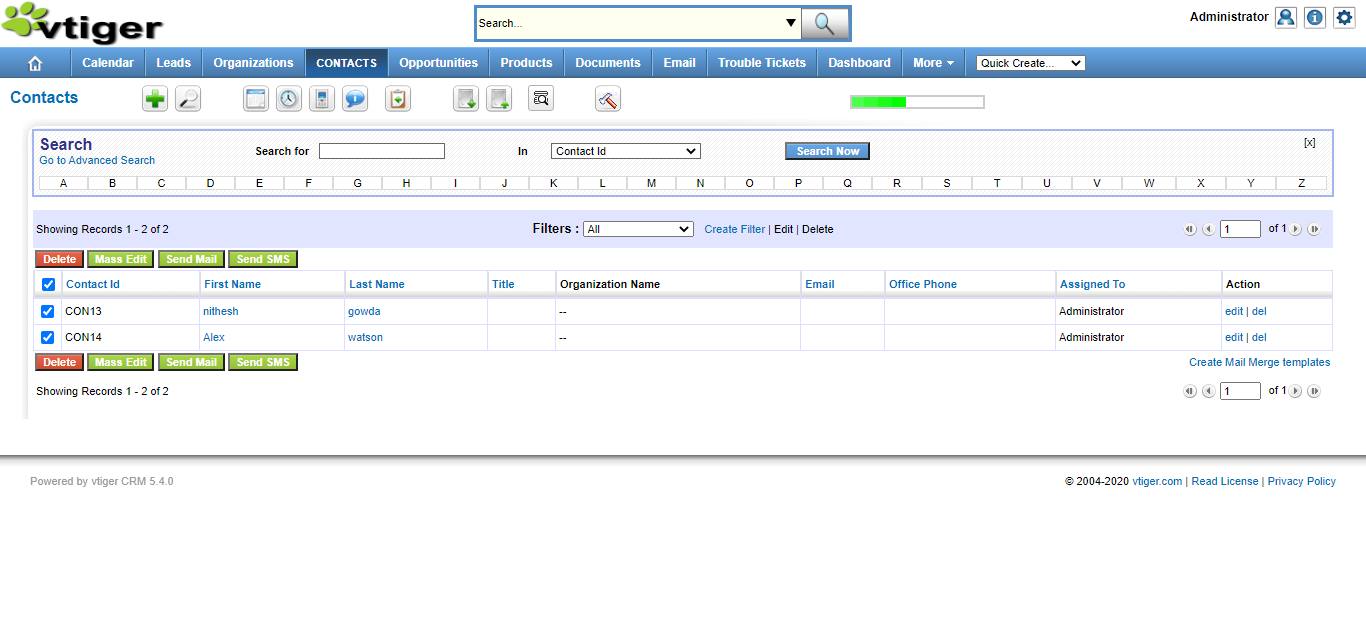 vtiger
Search...
Administrator
Calendar Leads Organizations CONTACTS Opportunities Products Documents Email Trouble Tickets Dashboard More Quick Create...
Contacts
Search
Go to Advanced Search
Search for In Contact Id Search Now [x]
A B C D E F G H I J K L M N O P Q R S T U V W X Y Z
Showing Records 1 - 2 of 2 Filters : All Create Filter | Edit | Delete 1 of 1
Delete Mass Edit Send Mail Send SMS
Contact Id First Name Last Name Title Organization Name Email Office Phone Assigned To Action
CON13 nithesh gowda -- Administrator edit | del
CON14 Alex watson -- Administrator edit | del
Delete Mass Edit Send Mail Send SMS Create Mail Merge templates
Showing Records 1 - 2 of 2 1 of 1
Powered by vtiger CRM 5.4.0 © 2004-2020 vtiger.com | Read License | Privacy Policy